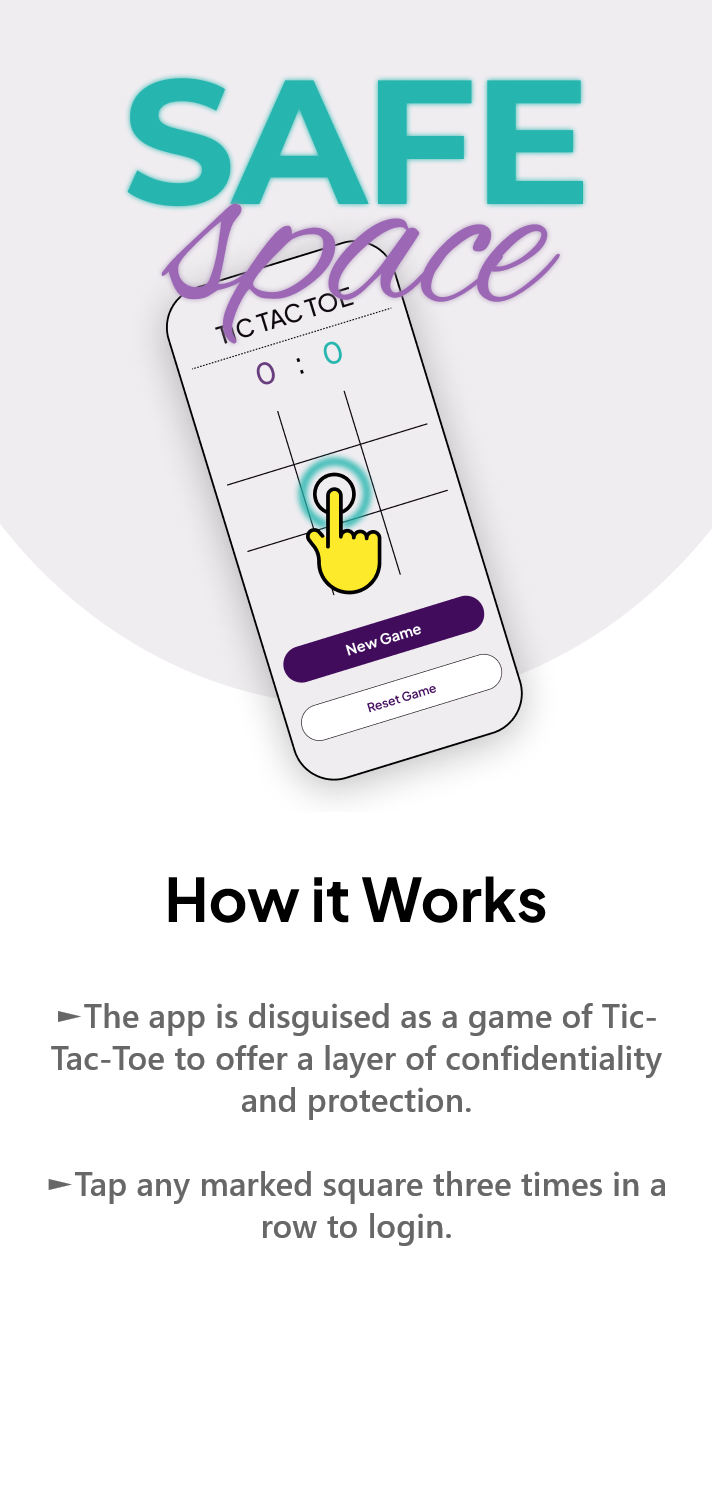 SAFE
space
TIC TAC TOE
0 : 0
New Game
Reset Game
How it Works
►The app is disguised as a game of Tic-
Tac-Toe to offer a layer of confidentiality
and protection.
►Tap any marked square three times in a
row to login.